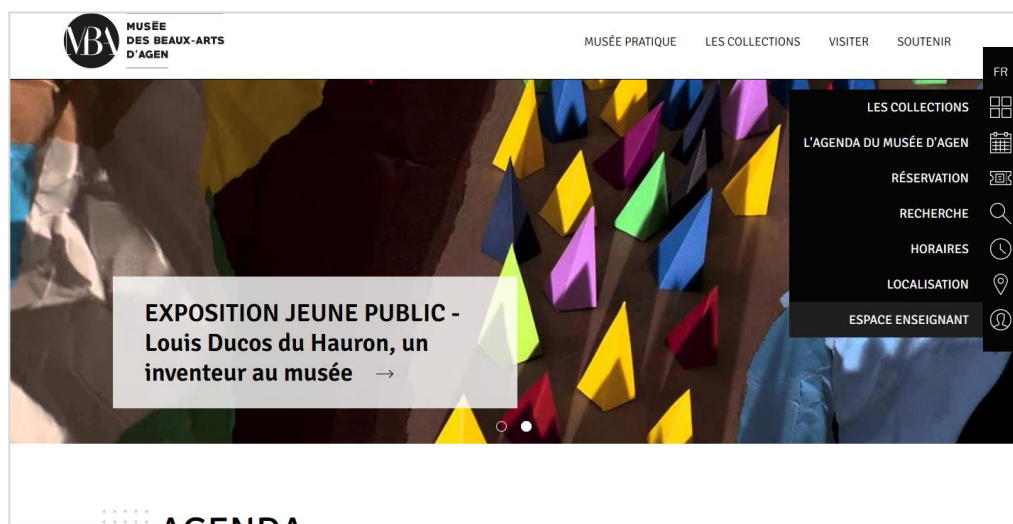 MBA
MUSÉE
DES BEAUX-ARTS
D'AGEN
MUSÉE PRATIQUE LES COLLECTIONS VISITER SOUTENIR
FR
LES COLLECTIONS
L'AGENDA DU MUSÉE D'AGEN
RÉSERVATION
RECHERCHE
HORAIRES
LOCALISATION
ESPACE ENSEIGNANT
EXPOSITION JEUNE PUBLIC -
Louis Ducos du Hauron, un
inventeur au musée →
AGENDA